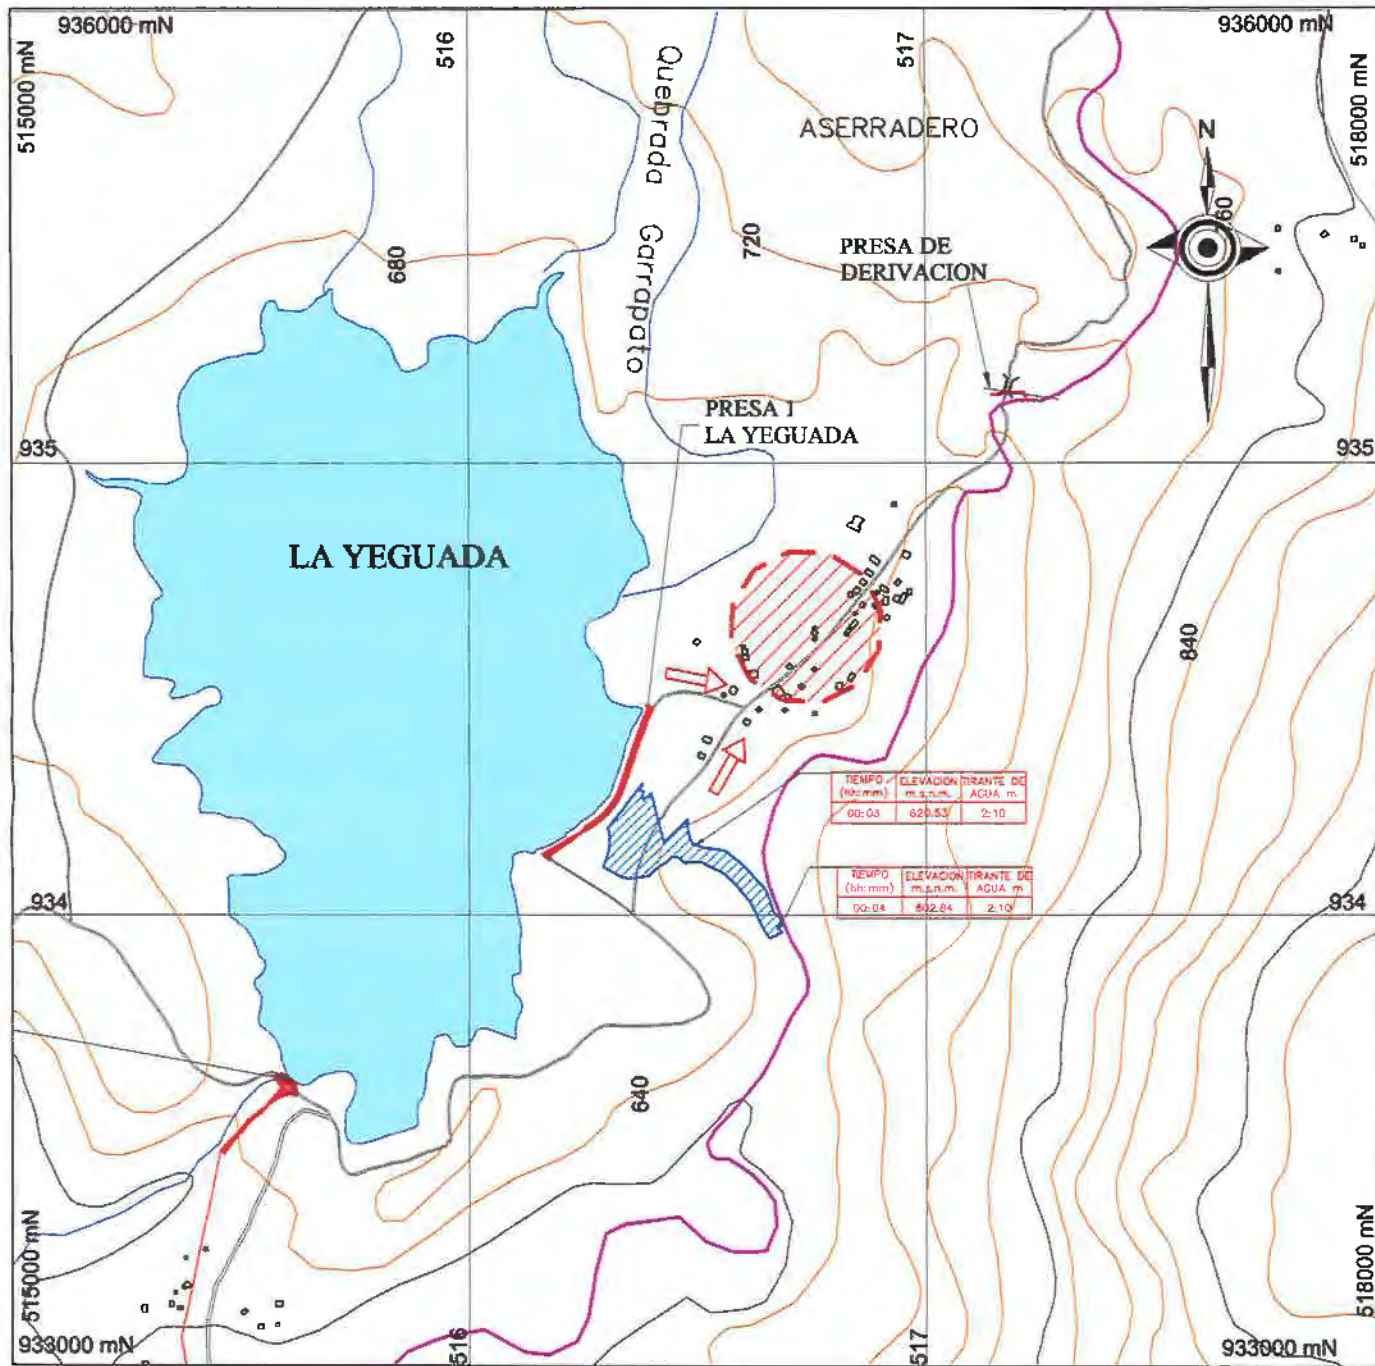 936000 mN
936000 mN
515000 mN
516
517
518000 mN
Quebrada Garrapato
ASERRADERO
N
60
680
720
PRESA DE
DERIVACION
PRESA 1
LA YEGUADA
935
935
LA YEGUADA
840
TIEMPO ELEVACION TIRANTE DE
(hh:mm) m.s.n.m. AGUA m
00:03 620.53 2:10
TIEMPO ELEVACION TIRANTE DE
(hh:mm) m.s.n.m. AGUA m
00:04 602.84 2:10
934
934
640
515000 mN
516
517
518000 mN
933000 mN
933000 mN